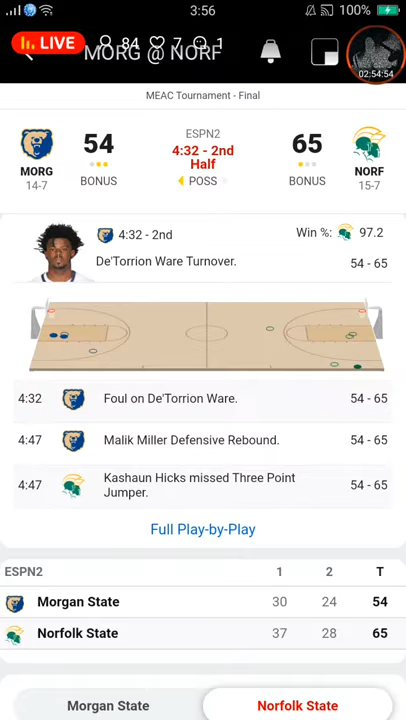 3:56
100%
LIVE
84 7 1
MORG @ NORF
02:54:54
MEAC Tournament - Final
54
ESPN2
65
4:32 - 2nd
Half
MORG
14-7
BONUS
POSS
BONUS
NORF
15-7
4:32 - 2nd
Win %: 97.2
De'Torrion Ware Turnover.
54 - 65
4:32 Foul on De'Torrion Ware. 54 - 65
4:47 Malik Miller Defensive Rebound. 54 - 65
4:47 Kashaun Hicks missed Three Point
Jumper. 54 - 65
Full Play-by-Play
ESPN2 1 2 T
Morgan State 30 24 54
Norfolk State 37 28 65
Morgan State Norfolk State